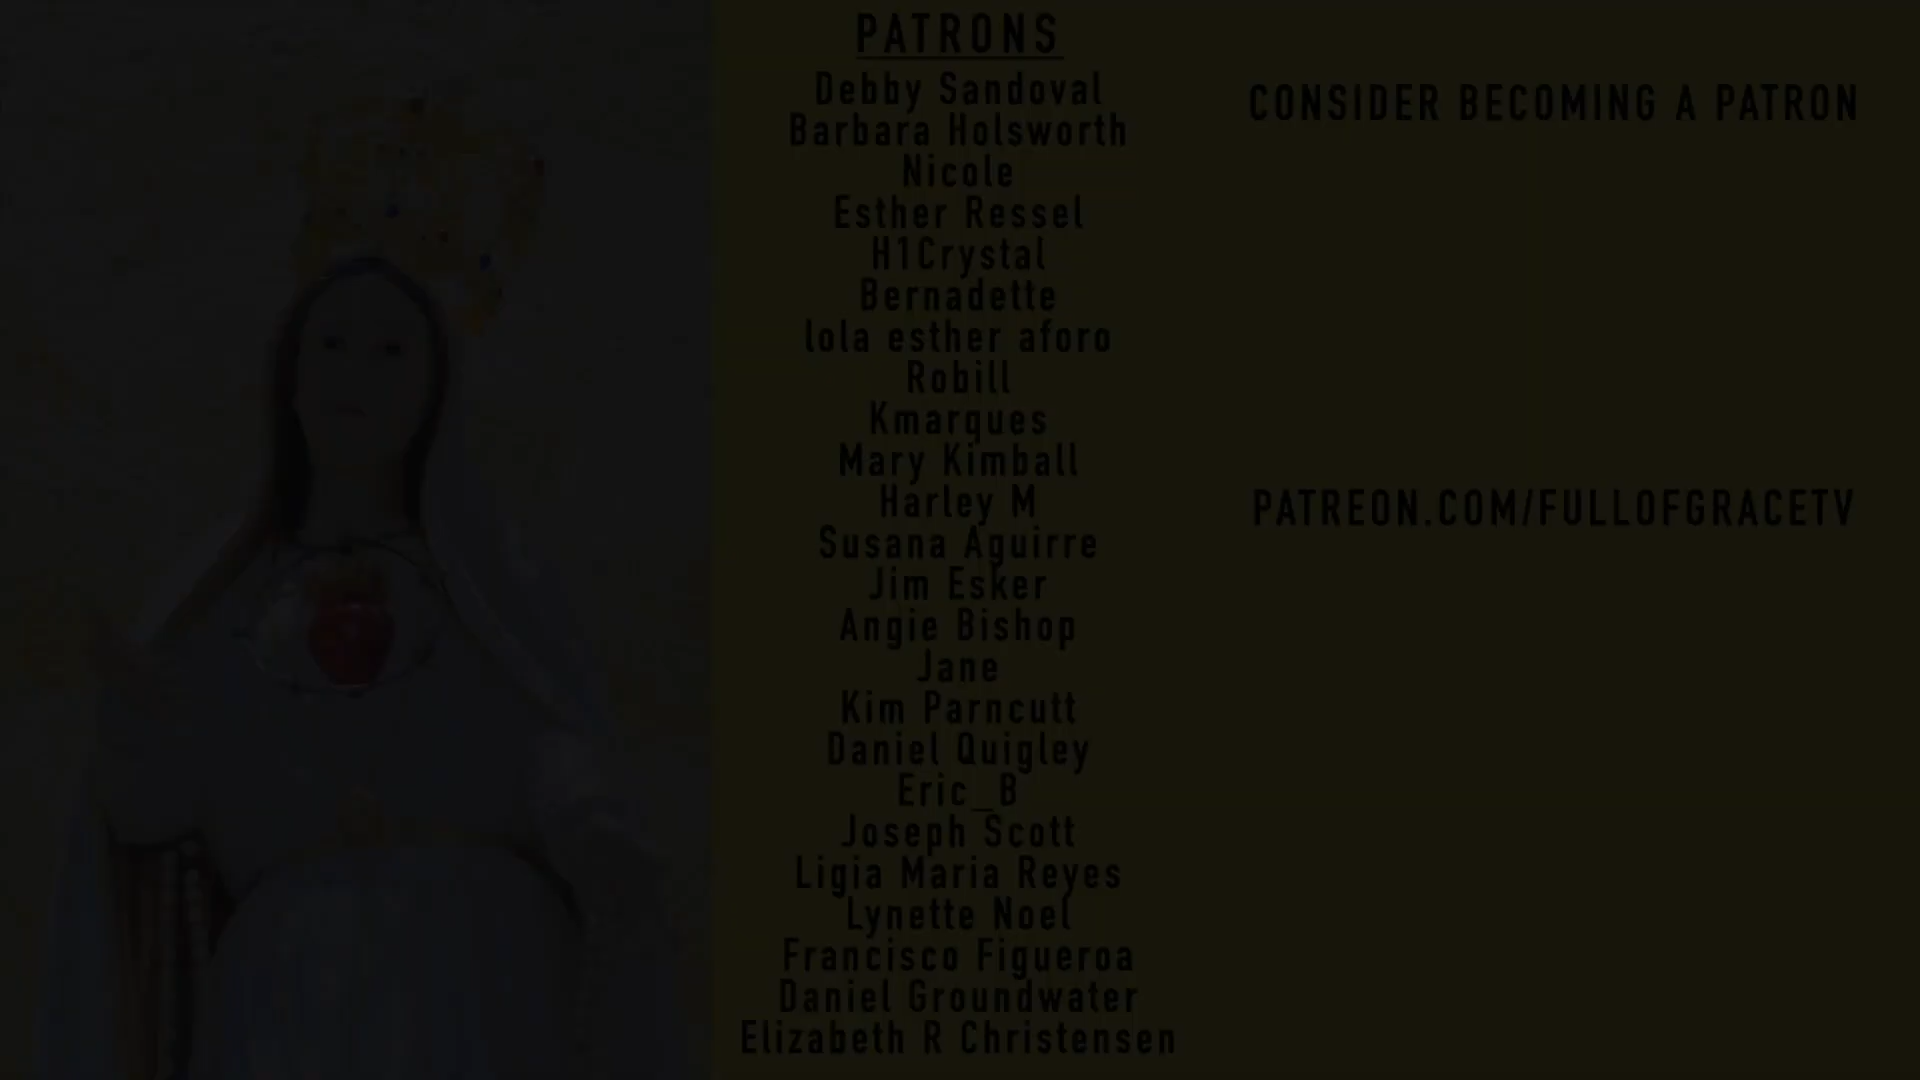 PATRONS
Debby Sandoval
Barbara Holsworth
Nicole
Esther Ressel
H1Crystal
Bernadette
lola esther aforo
Robill
Kmarques
Mary Kimball
Harley M
Susana Aguirre
Jim Esker
Angie Bishop
Jane
Kim Parncutt
Daniel Quigley
Eric_B
Joseph Scott
Ligia Maria Reyes
Lynette Noel
Francisco Figueroa
Daniel Groundwater
Elizabeth R Christensen
CONSIDER BECOMING A PATRON
PATREON.COM/FULLOFGRACETV